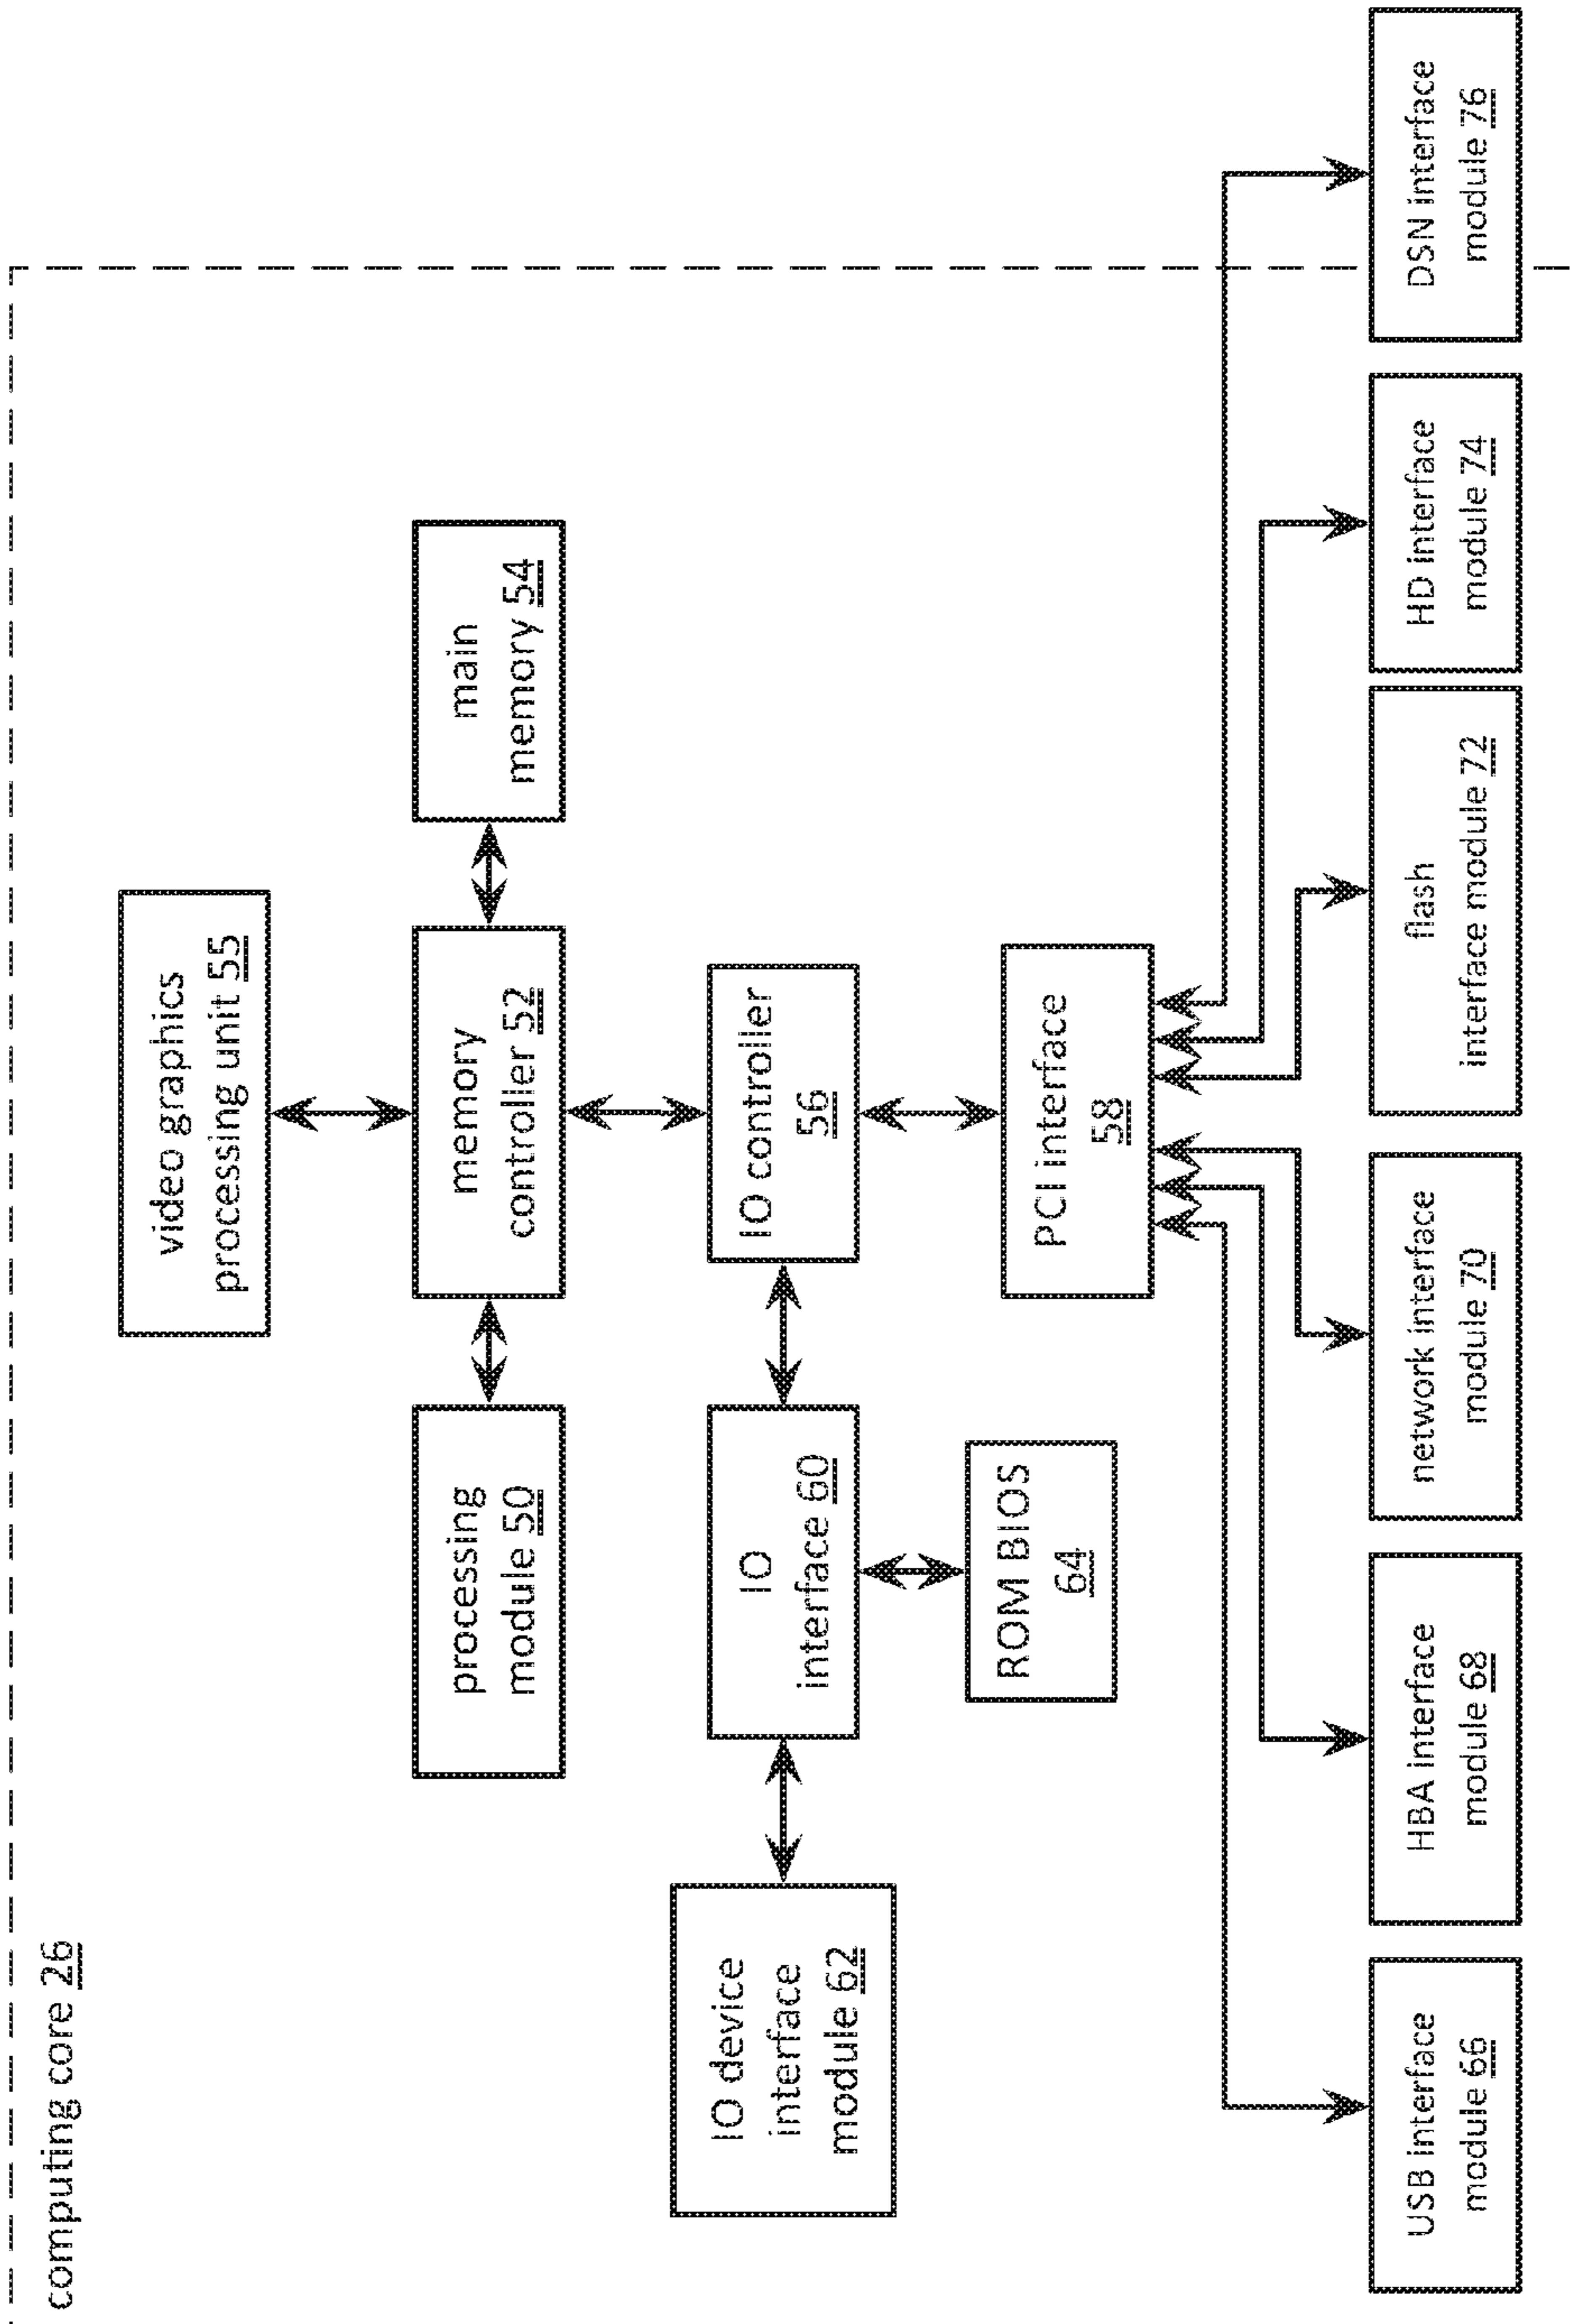 computing core 26
video graphics
processing unit 55
processing
module 50
memory
controller 52
main
memory 54
IO device
interface
module 62
IO
interface 60
IO controller
56
ROM BIOS
64
PCI interface
58
USB interface
module 66
HBA interface
module 68
network interface
module 70
flash
interface module 72
HD interface
module 74
DSN interface
module 76